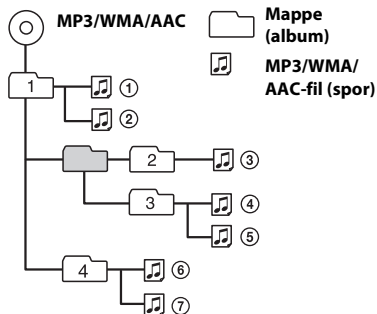 MP3/WMA/AAC
Mappe
(album)
MP3/WMA/
AAC-fil (spor)
1
①
②
2
③
3
④
⑤
4
⑥
⑦